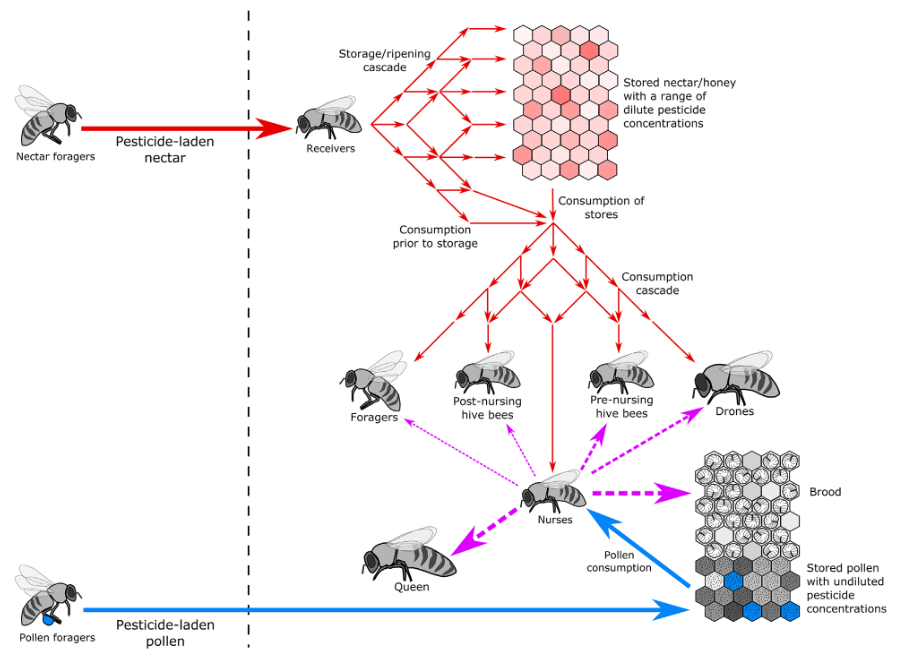 Storage/ripening
cascade
Stored nectar/honey
with a range of
dilute pesticide
concentrations
Nectar foragers
Pesticide-laden
nectar
Receivers
Consumption of
stores
Consumption
prior to storage
Consumption
cascade
Foragers
Post-nursing
hive bees
Pre-nursing
hive bees
Drones
Brood
Nurses
Queen
Pollen
consumption
Stored pollen
with undiluted
pesticide
concentrations
Pollen foragers
Pesticide-laden
pollen